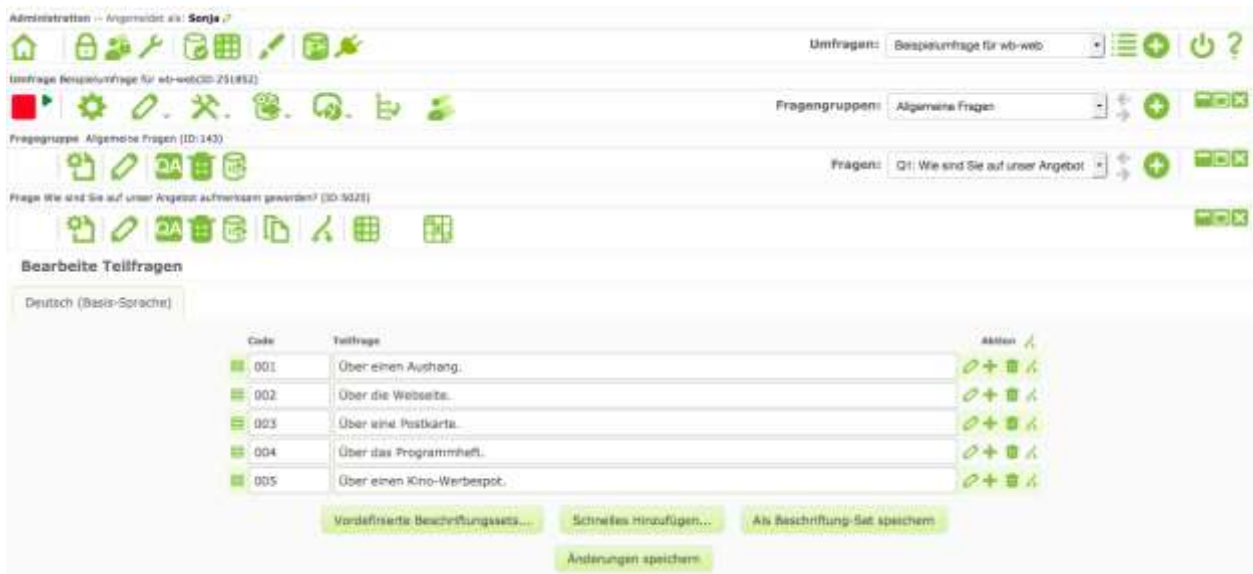 Administration -- Angemeldet als: Sonja
Umfragen: Beispielumfrage für wb-web
Umfrage Beispielumfrage für wb-web(ID:251852)
Fragengruppen: Allgemeine Fragen
Fragegruppe Allgemeine Fragen (ID:143)
QA
Fragen: Q1: Wie sind Sie auf unser Angebot
Frage Wie sind Sie auf unser Angebot aufmerksam geworden? (ID:5025)
QA
Bearbeite Teilfragen
Deutsch (Basis-Sprache)
Code Teilfrage Aktion
001 Über einen Aushang.
002 Über die Webseite.
003 Über eine Postkarte.
004 Über das Programmheft.
005 Über einen Kino-Werbespot.
Vordefinierte Beschriftungssets... Schnelles Hinzufügen... Als Beschriftung-Set speichern
Änderungen speichern